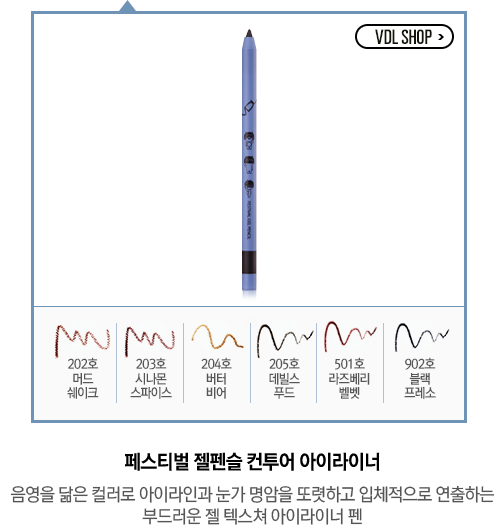 VDL SHOP >
202호
머드
쉐이크
203호
시나몬
스파이스
204호
버터
비어
205호
데빌스
푸드
501호
라즈베리
벨벳
902호
블랙
프레소
페스티벌 젤펜슬 컨투어 아이라이너
음영을 닮은 컬러로 아이라인과 눈가 명암을 또렷하고 입체적으로 연출하는
부드러운 젤 텍스쳐 아이라이너 펜